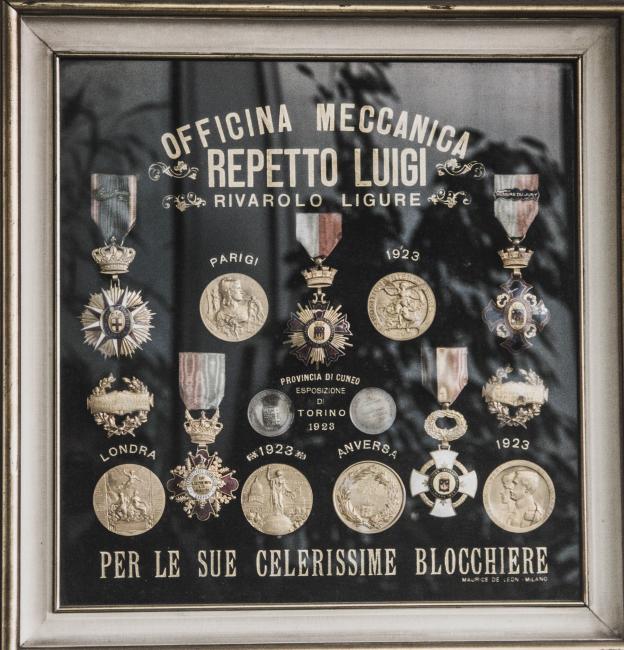 OFFICINA MECCANICA
REPETTO LUIGI
RIVAROLO LIGURE
PARIGI
1923
PROVINCIA DI CUNEO
ESPOSIZIONE
DI
TORINO
1923
LONDRA
1923
ANVERSA
1923
PER LE SUE CELERISSIME BLOCCHIERE
MAURICE DE LEON - MILANO